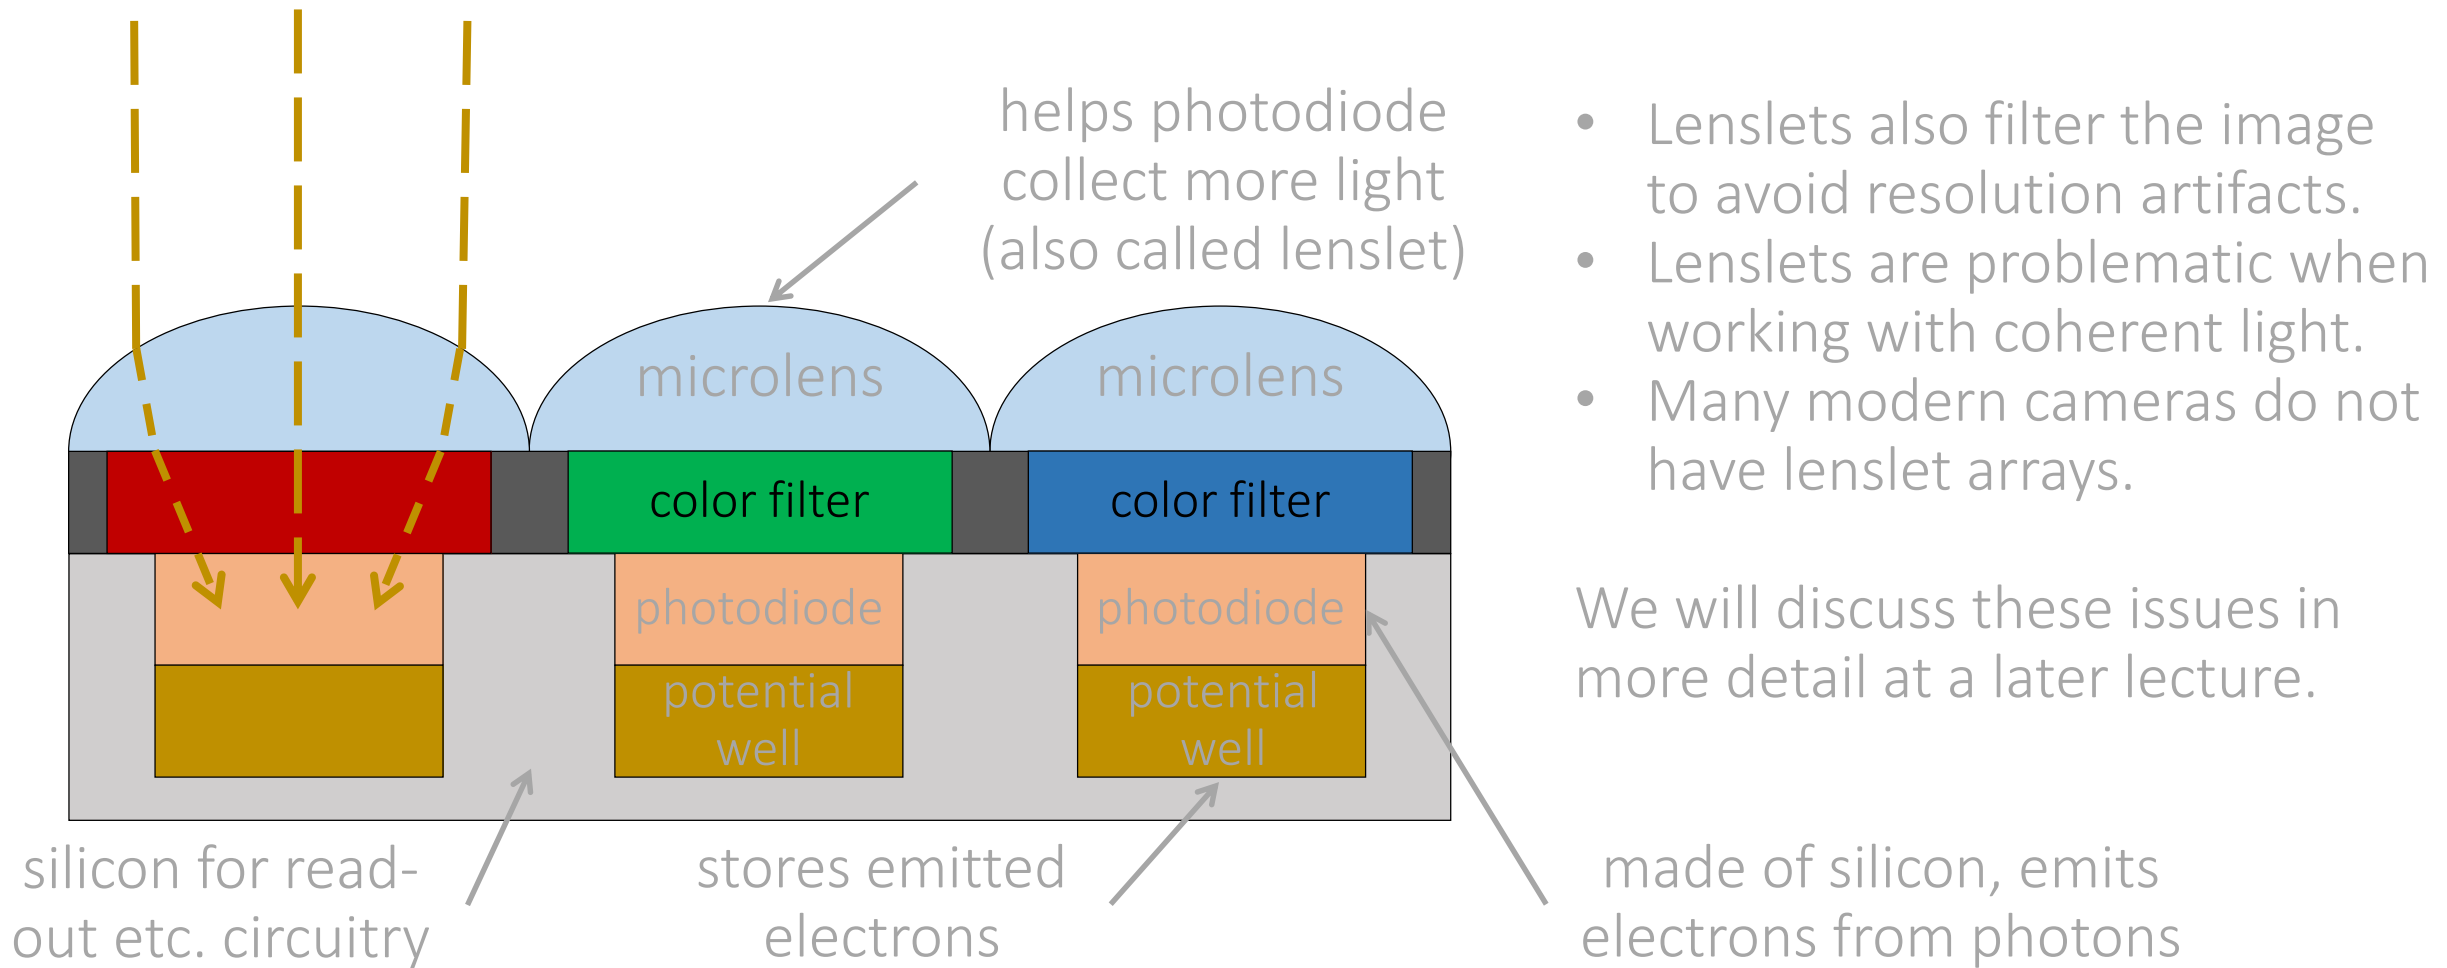 helps photodiode
collect more light
(also called lenslet)
• Lenslets also filter the image
to avoid resolution artifacts.
• Lenslets are problematic when
working with coherent light.
• Many modern cameras do not
have lenslet arrays.
We will discuss these issues in
more detail at a later lecture.
microlens
microlens
color filter
color filter
photodiode
photodiode
potential
well
potential
well
silicon for read-
out etc. circuitry
stores emitted
electrons
made of silicon, emits
electrons from photons